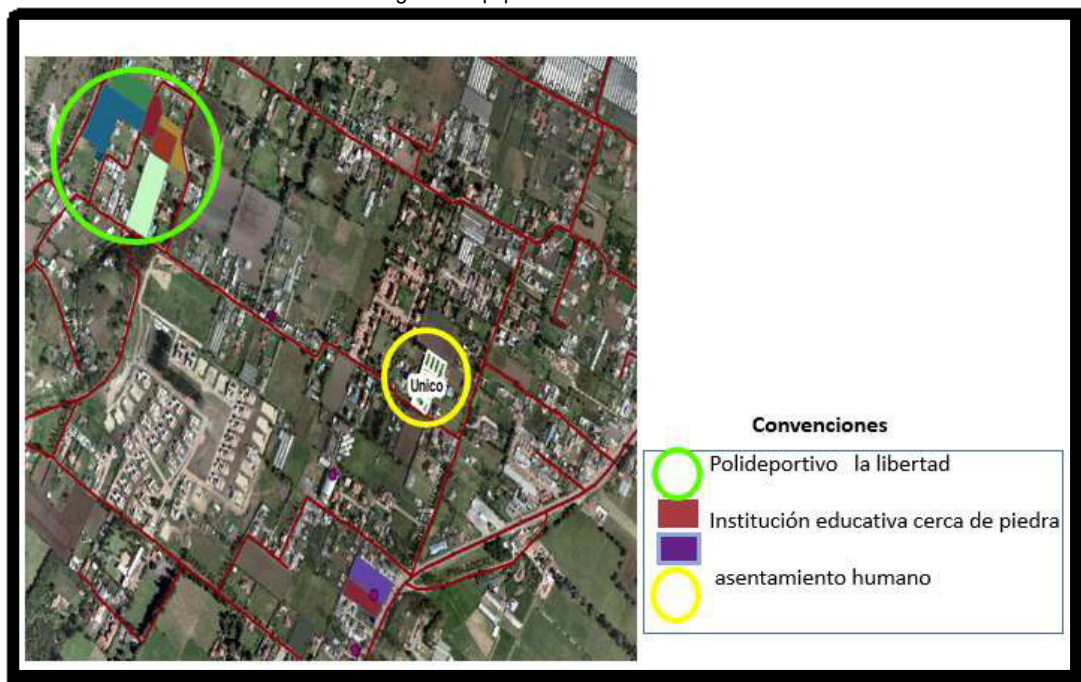 Unico
Convenciones
Polideportivo la libertad
Institución educativa cerca de piedra
asentamiento humano